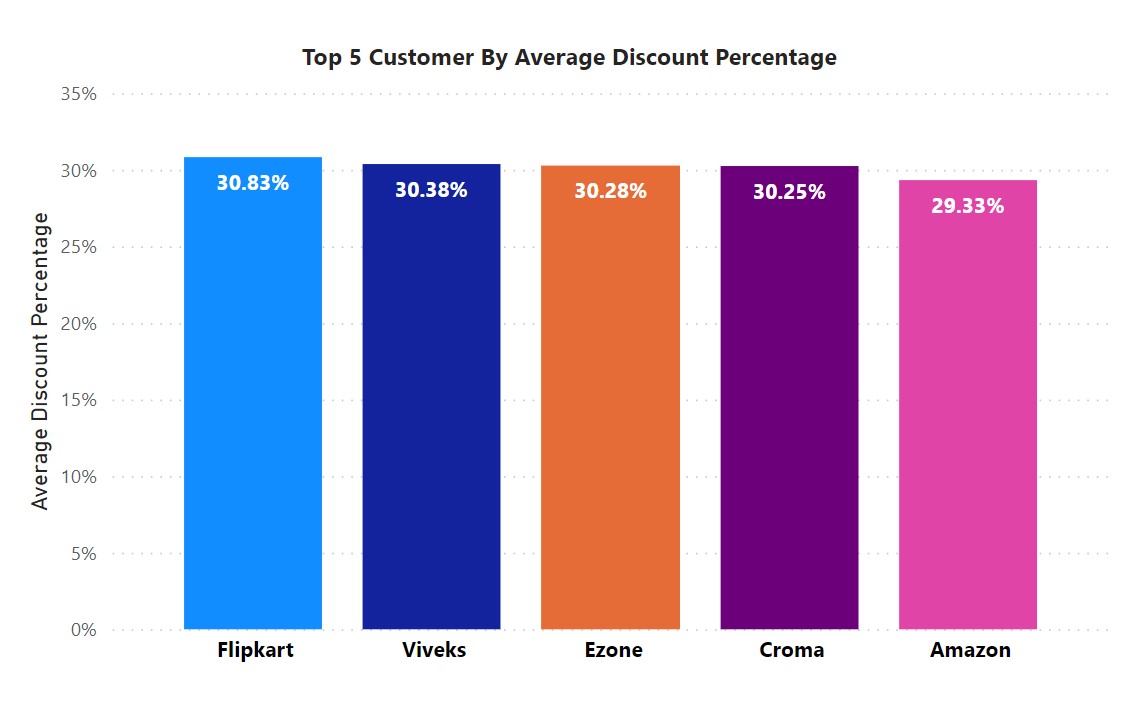 Top 5 Customer By Average Discount Percentage
Average Discount Percentage
35%
30%
25%
20%
15%
10%
5%
0%
30.83%
30.38%
30.28%
30.25%
29.33%
Flipkart
Viveks
Ezone
Croma
Amazon